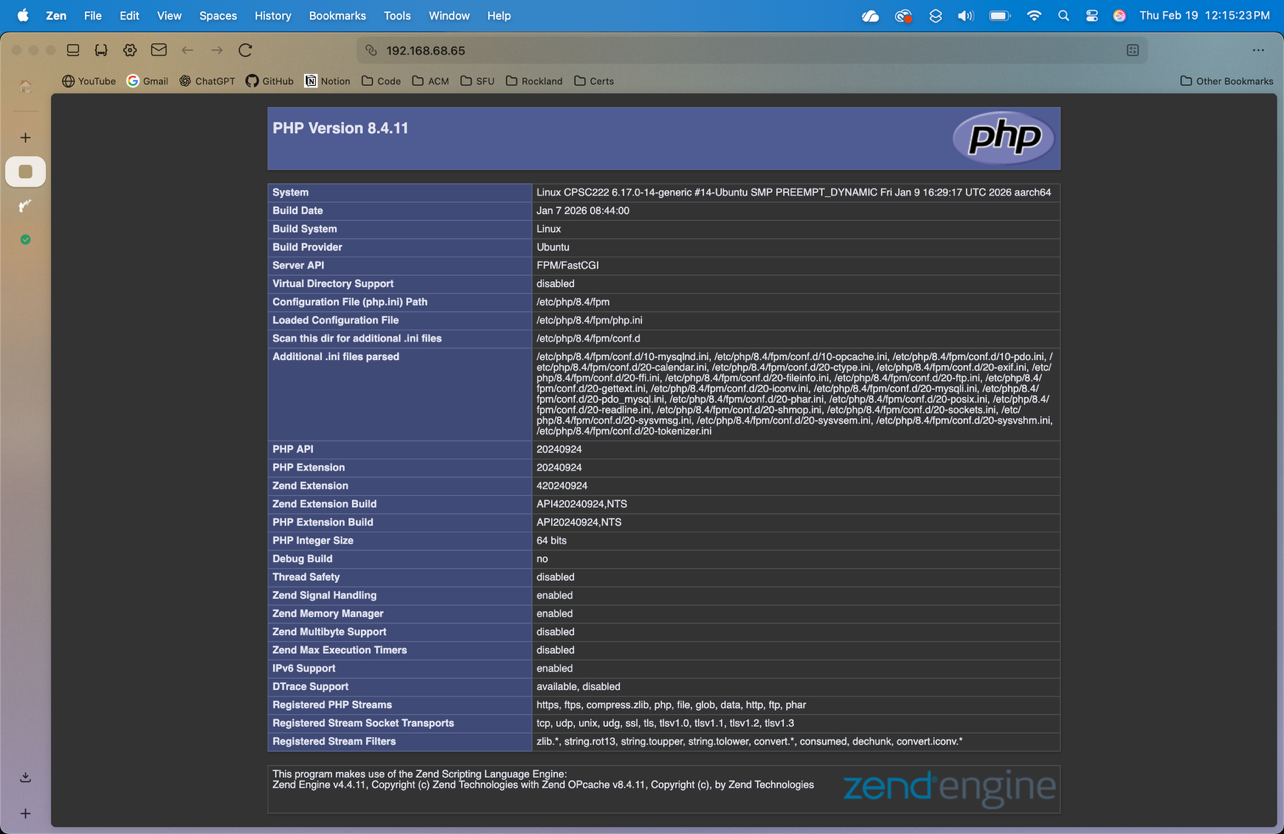 Zen File Edit View Spaces History Bookmarks Tools Window Help Thu Feb 19 12:15:23 PM
192.168.68.65
YouTube Gmail ChatGPT GitHub Notion Code ACM SFU Rockland Certs Other Bookmarks
PHP Version 8.4.11
php
System Linux CPSC222 6.17.0-14-generic #14-Ubuntu SMP PREEMPT_DYNAMIC Fri Jan 9 16:29:17 UTC 2026 aarch64
Build Date Jan 7 2026 08:44:00
Build System Linux
Build Provider Ubuntu
Server API FPM/FastCGI
Virtual Directory Support disabled
Configuration File (php.ini) Path /etc/php/8.4/fpm
Loaded Configuration File /etc/php/8.4/fpm/php.ini
Scan this dir for additional .ini files /etc/php/8.4/fpm/conf.d
Additional .ini files parsed /etc/php/8.4/fpm/conf.d/10-mysqlnd.ini, /etc/php/8.4/fpm/conf.d/10-opcache.ini, /etc/php/8.4/fpm/conf.d/10-pdo.ini, /
etc/php/8.4/fpm/conf.d/20-calendar.ini, /etc/php/8.4/fpm/conf.d/20-ctype.ini, /etc/php/8.4/fpm/conf.d/20-exif.ini, /etc/
php/8.4/fpm/conf.d/20-ffi.ini, /etc/php/8.4/fpm/conf.d/20-fileinfo.ini, /etc/php/8.4/fpm/conf.d/20-ftp.ini, /etc/php/8.4/
fpm/conf.d/20-gettext.ini, /etc/php/8.4/fpm/conf.d/20-iconv.ini, /etc/php/8.4/fpm/conf.d/20-mysqli.ini, /etc/php/8.4/
fpm/conf.d/20-pdo_mysql.ini, /etc/php/8.4/fpm/conf.d/20-phar.ini, /etc/php/8.4/fpm/conf.d/20-posix.ini, /etc/php/8.4/
fpm/conf.d/20-readline.ini, /etc/php/8.4/fpm/conf.d/20-shmop.ini, /etc/php/8.4/fpm/conf.d/20-sockets.ini, /etc/
php/8.4/fpm/conf.d/20-sysvmsg.ini, /etc/php/8.4/fpm/conf.d/20-sysvsem.ini, /etc/php/8.4/fpm/conf.d/20-sysvshm.ini,
/etc/php/8.4/fpm/conf.d/20-tokenizer.ini
PHP API 20240924
PHP Extension 20240924
Zend Extension 420240924
Zend Extension Build API420240924,NTS
PHP Extension Build API20240924,NTS
PHP Integer Size 64 bits
Debug Build no
Thread Safety disabled
Zend Signal Handling enabled
Zend Memory Manager enabled
Zend Multibyte Support disabled
Zend Max Execution Timers disabled
IPv6 Support enabled
DTrace Support available, disabled
Registered PHP Streams https, ftps, compress.zlib, php, file, glob, data, http, ftp, phar
Registered Stream Socket Transports tcp, udp, unix, udg, ssl, tls, tlsv1.0, tlsv1.1, tlsv1.2, tlsv1.3
Registered Stream Filters zlib.*, string.rot13, string.toupper, string.tolower, convert.*, consumed, dechunk, convert.iconv.*
This program makes use of the Zend Scripting Language Engine:
Zend Engine v4.4.11, Copyright (c) Zend Technologies with Zend OPcache v8.4.11, Copyright (c), by Zend Technologies
zend engine